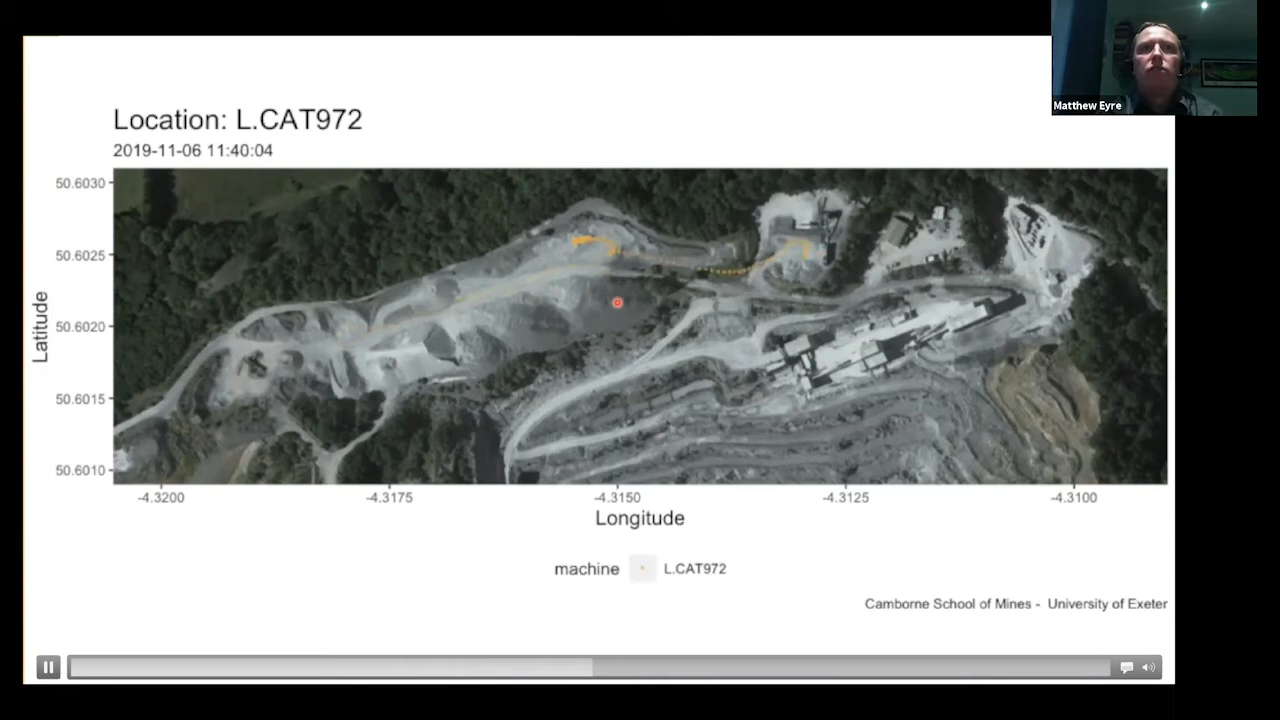 Matthew Eyre
Location: L.CAT972
2019-11-06 11:40:04
50.6030
50.6025
50.6020
50.6015
50.6010
Latitude
-4.3200
-4.3175
-4.3150
-4.3125
-4.3100
Longitude
machine
L.CAT972
Camborne School of Mines - University of Exeter